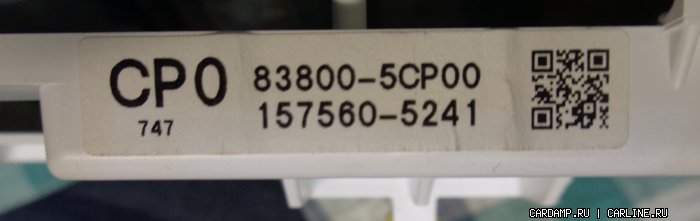 CP0
747
83800-5CP00
157560-5241
CARDAMP.RU | CARLINE.RU